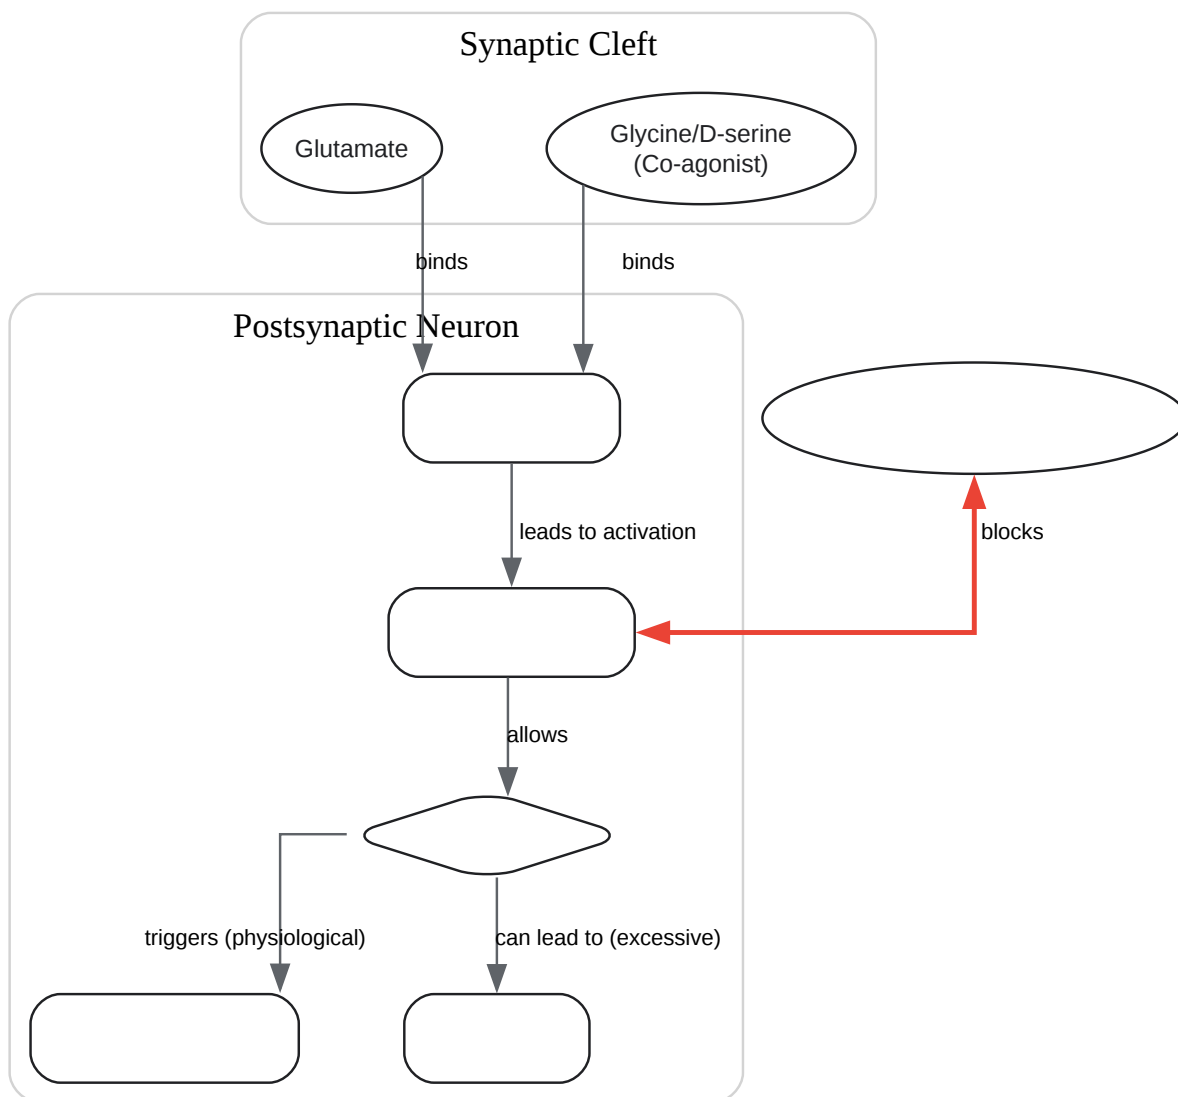 Synaptic Cleft
Glutamate
Glycine/D-serine
(Co-agonist)
binds
binds
Postsynaptic Neuron
leads to activation
blocks
allows
triggers (physiological)
can lead to (excessive)